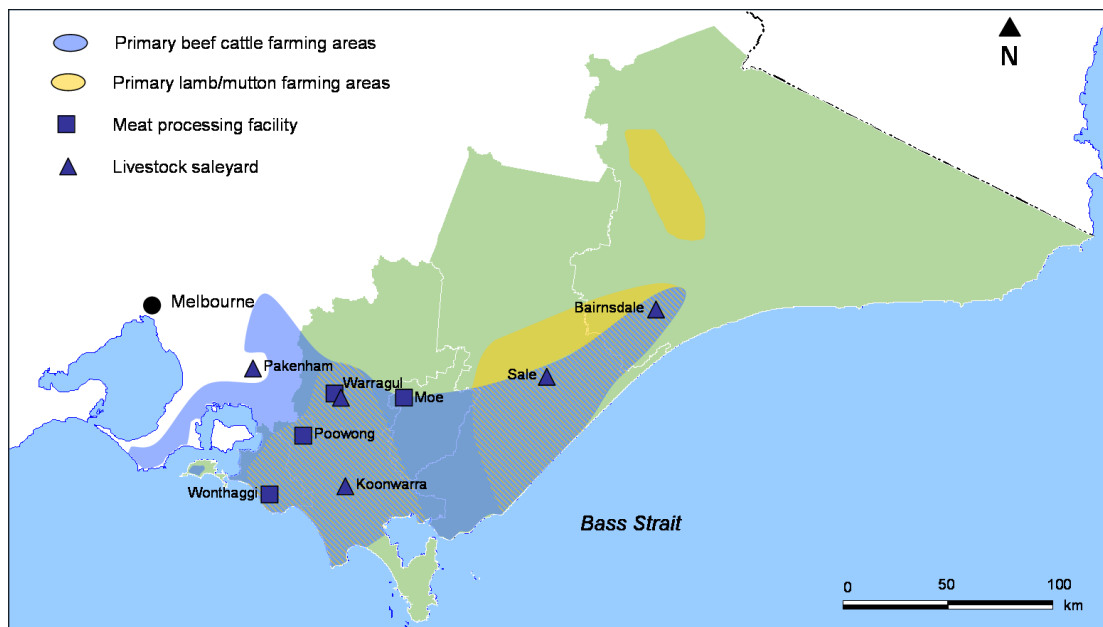 Primary beef cattle farming areas
Primary lamb/mutton farming areas
Meat processing facility
Livestock saleyard
N
Melbourne
Bairnsdale
Pakenham
Sale
Warragul
Moe
Poowong
Koonwarra
Wonthaggi
Bass Strait
0 50 100
km